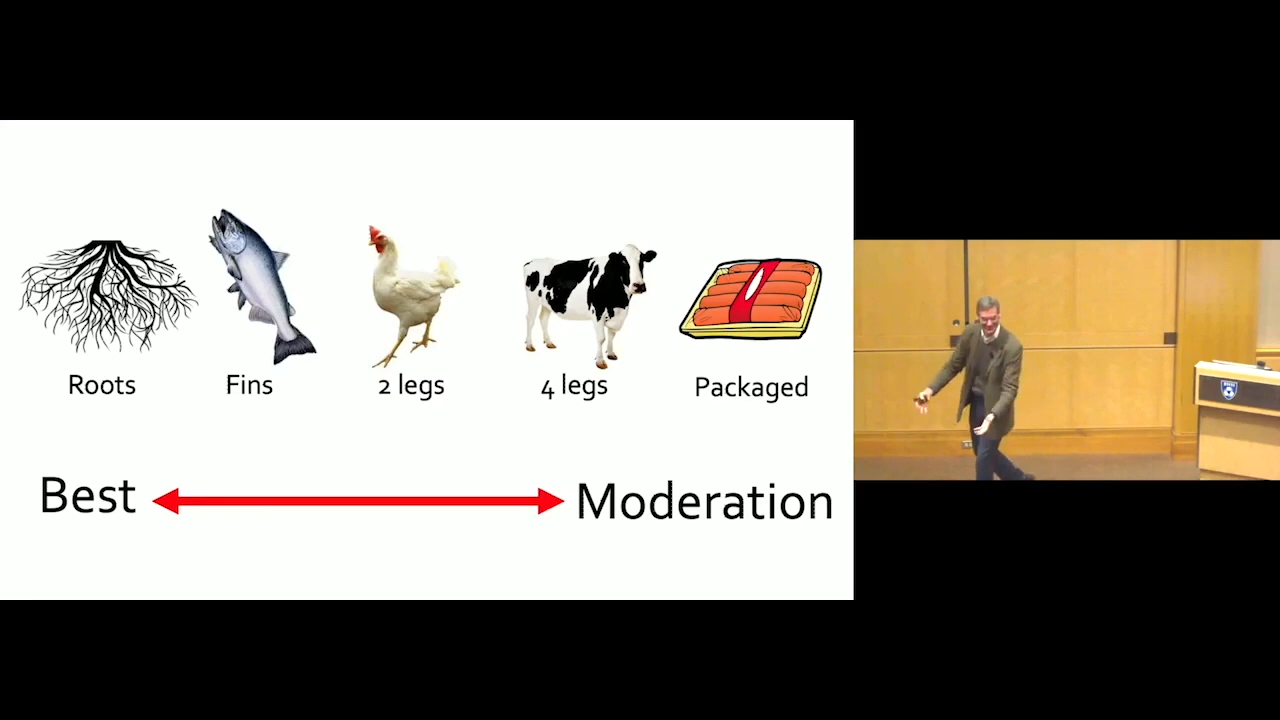 Roots
Fins
2 legs
4 legs
Packaged
Best
Moderation